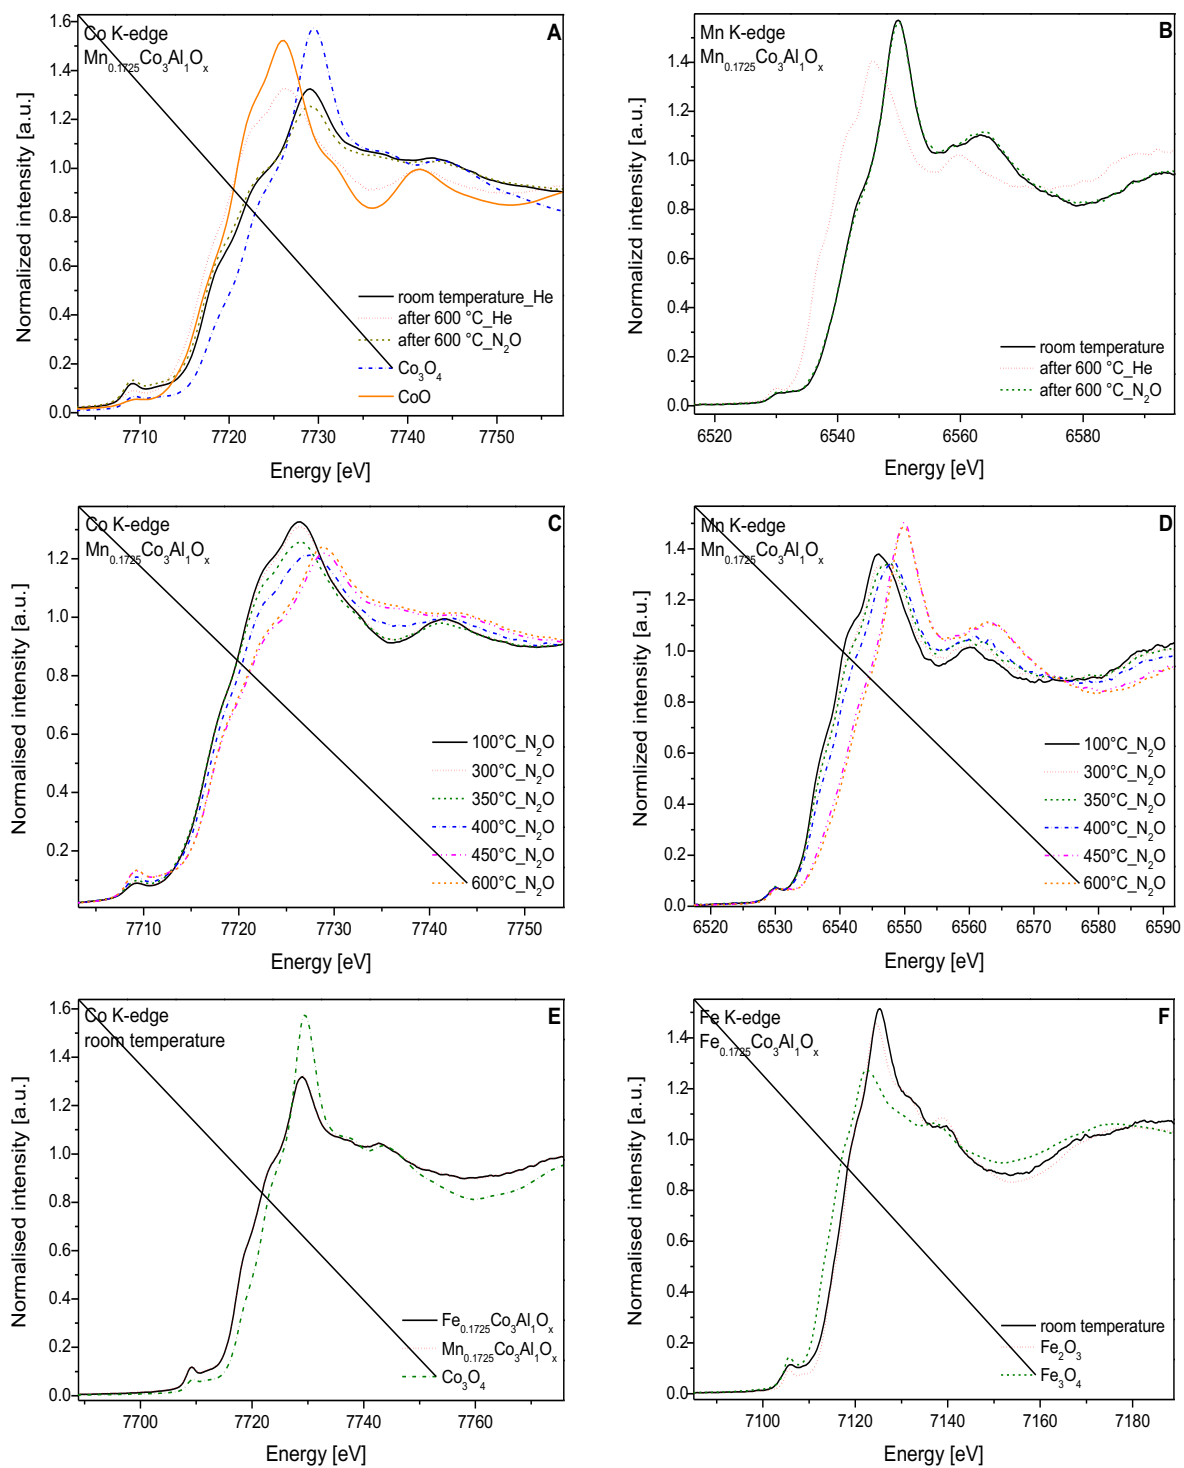 A
Co K-edge
Mn0.1725Co3Al1Ox
1.6
1.4
1.2
1.0
0.8
0.6
0.4
0.2
0.0
Normalized intensity [a.u.]
room temperature_He
after 600 °C_He
after 600 °C_N2O
Co3O4
CoO
7710 7720 7730 7740 7750
Energy [eV]
B
Mn K-edge
Mn0.1725Co3Al1Ox
1.6
1.4
1.2
1.0
0.8
0.6
0.4
0.2
0.0
Normalizd intensity [a.u.]
room temperature
after 600 °C_He
after 600 °C_N2O
6520 6540 6560 6580
Energy [eV]
C
Co K-edge
Mn0.1725Co3Al1Ox
1.2
1.0
0.8
0.6
0.4
0.2
Normalised intensity [a.u.]
100°C_N2O
300°C_N2O
350°C_N2O
400°C_N2O
450°C_N2O
600°C_N2O
7710 7720 7730 7740 7750
Energy [eV]
D
Mn K-edge
Mn0.1725Co3Al1Ox
1.4
1.2
1.0
0.8
0.6
0.4
0.2
0.0
Nomlized intensity [a.u.]
100°C_N2O
300°C_N2O
350°C_N2O
400°C_N2O
450°C_N2O
600°C_N2O
6520 6530 6540 6550 6560 6570 6580 6590
Energy [eV]
E
Co K-edge
room temperature
1.6
1.4
1.2
1.0
0.8
0.6
0.4
0.2
0.0
Normalised intensity [a.u.]
Fe0.1725Co3Al1Ox
Mn0.1725Co3Al1Ox
Co3O4
7700 7720 7740 7760
Energy [eV]
F
Fe K-edge
Fe0.1725Co3Al1Ox
1.4
1.2
1.0
0.8
0.6
0.4
0.2
0.0
Normalised intensity [a.u.]
room temperature
Fe2O3
Fe3O4
7100 7120 7140 7160 7180
Energy [eV]